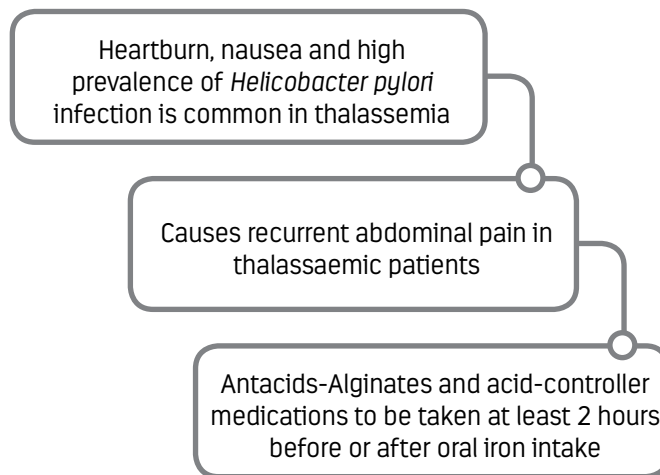 Heartburn, nausea and high
prevalence of Helicobacter pylori
infection is common in thalassemia
Causes recurrent abdominal pain in
thalassaemic patients
Antacids-Alginates and acid-controller
medications to be taken at least 2 hours
before or after oral iron intake